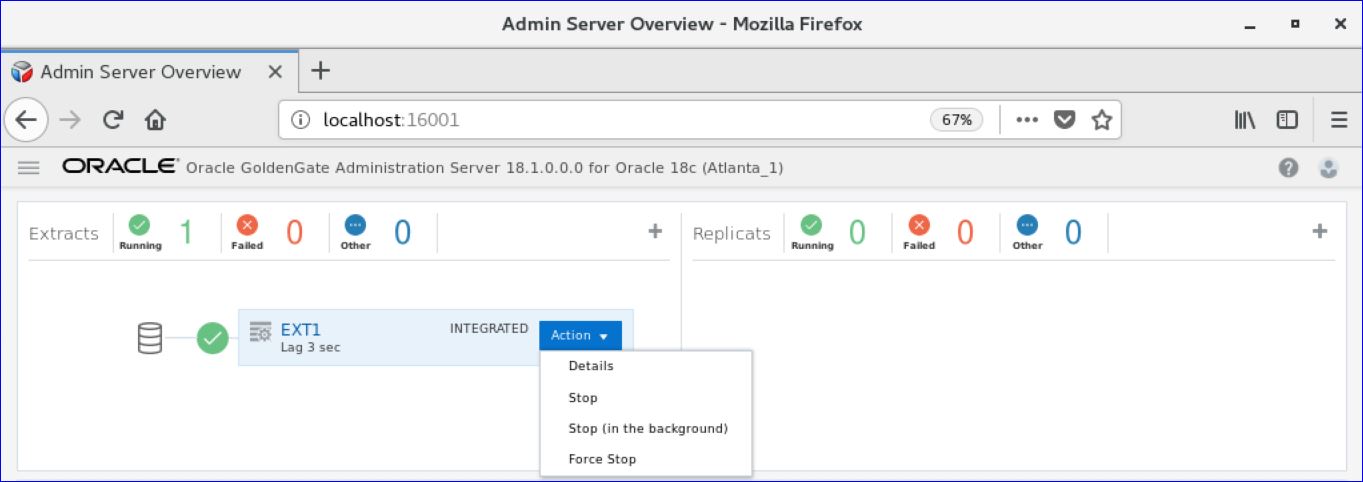 Admin Server Overview - Mozilla Firefox
Admin Server Overview
localhost:16001
67%
ORACLE Oracle GoldenGate Administration Server 18.1.0.0.0 for Oracle 18c (Atlanta_1)
Extracts Running 1 Failed 0 Other 0
Replicats Running 0 Failed 0 Other 0
EXT1 INTEGRATED Action
Lag 3 sec
Details
Stop
Stop (in the background)
Force Stop